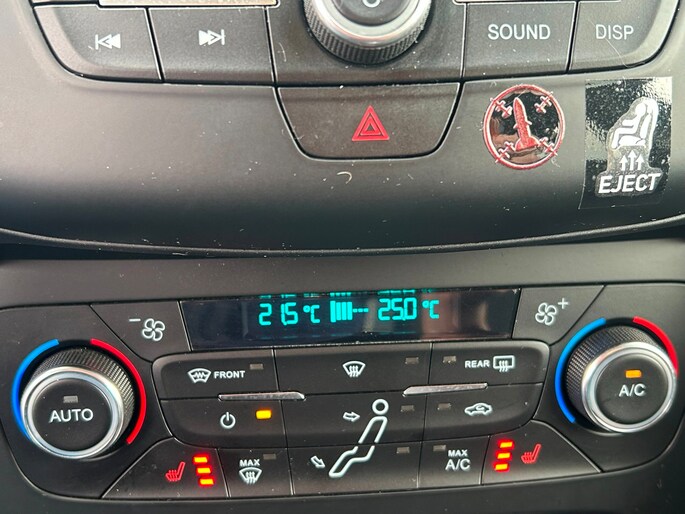 SOUND
DISP
EJECT
21.5 °C 25.0 °C
FRONT
REAR
AUTO
A/C
MAX
MAX
A/C